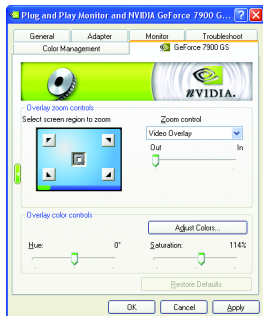 Plug and Play Monitor and NVIDIA GeForce 7900 G...
General Adapter Monitor Troubleshoot
Color Management GeForce 7900 GS
NVIDIA.
Overlay zoom controls
Select screen region to zoom
Zoom control
Video Overlay
Out In
Overlay color controls
Adjust Colors...
Hue: 0° Saturation: 114%
Restore Defaults
OK Cancel Apply